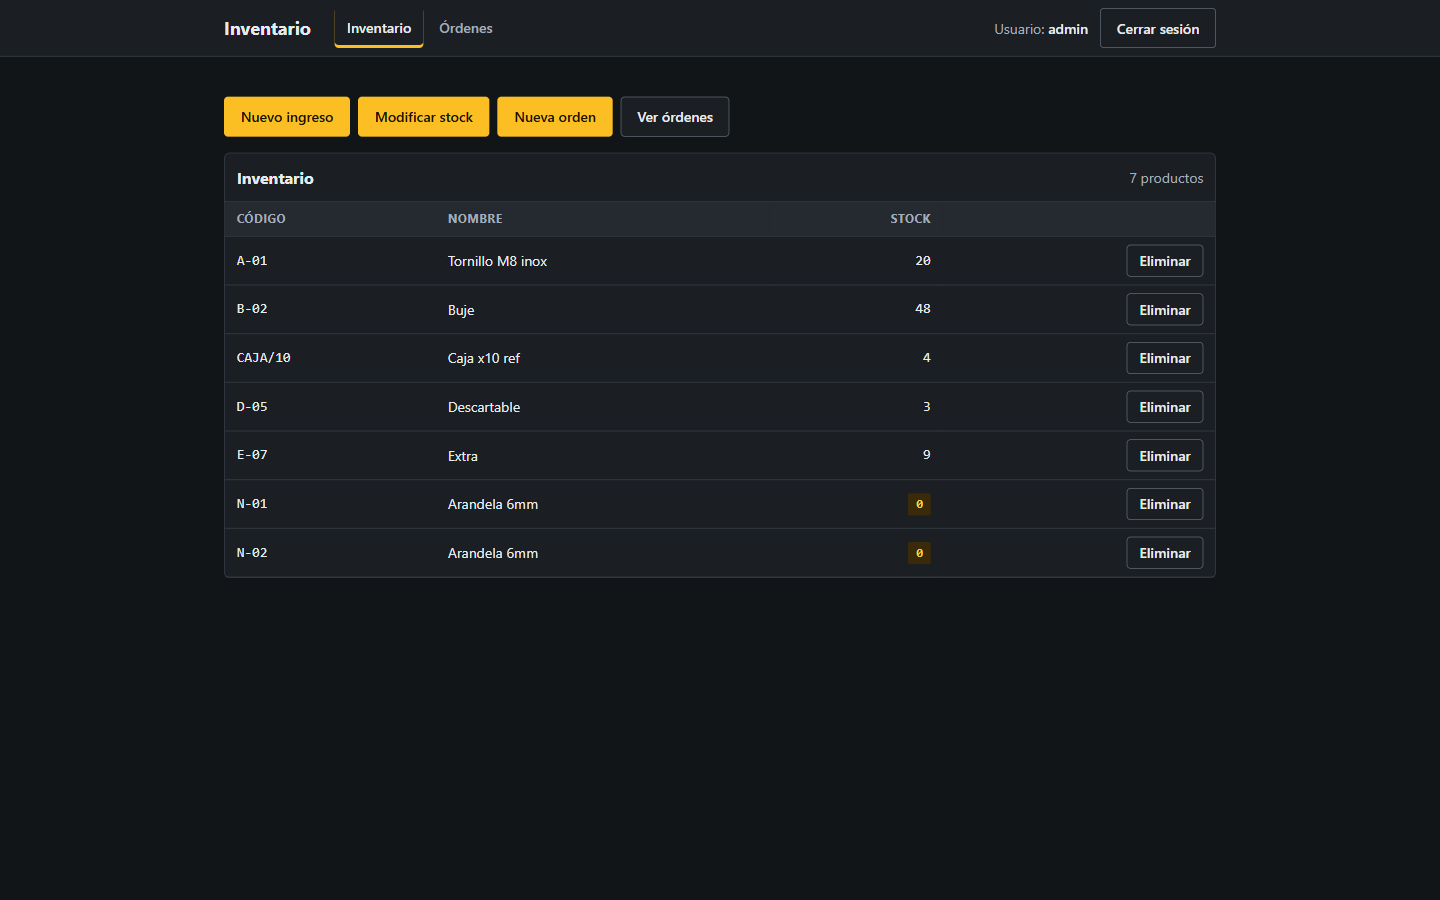 Inventario Inventario Órdenes Usuario: admin Cerrar sesión
Nuevo ingreso Modificar stock Nueva orden Ver órdenes
Inventario 7 productos
CÓDIGO NOMBRE STOCK
A-01 Tornillo M8 inox 20 Eliminar
B-02 Buje 48 Eliminar
CAJA/10 Caja x10 ref 4 Eliminar
D-05 Descartable 3 Eliminar
E-07 Extra 9 Eliminar
N-01 Arandela 6mm 0 Eliminar
N-02 Arandela 6mm 0 Eliminar